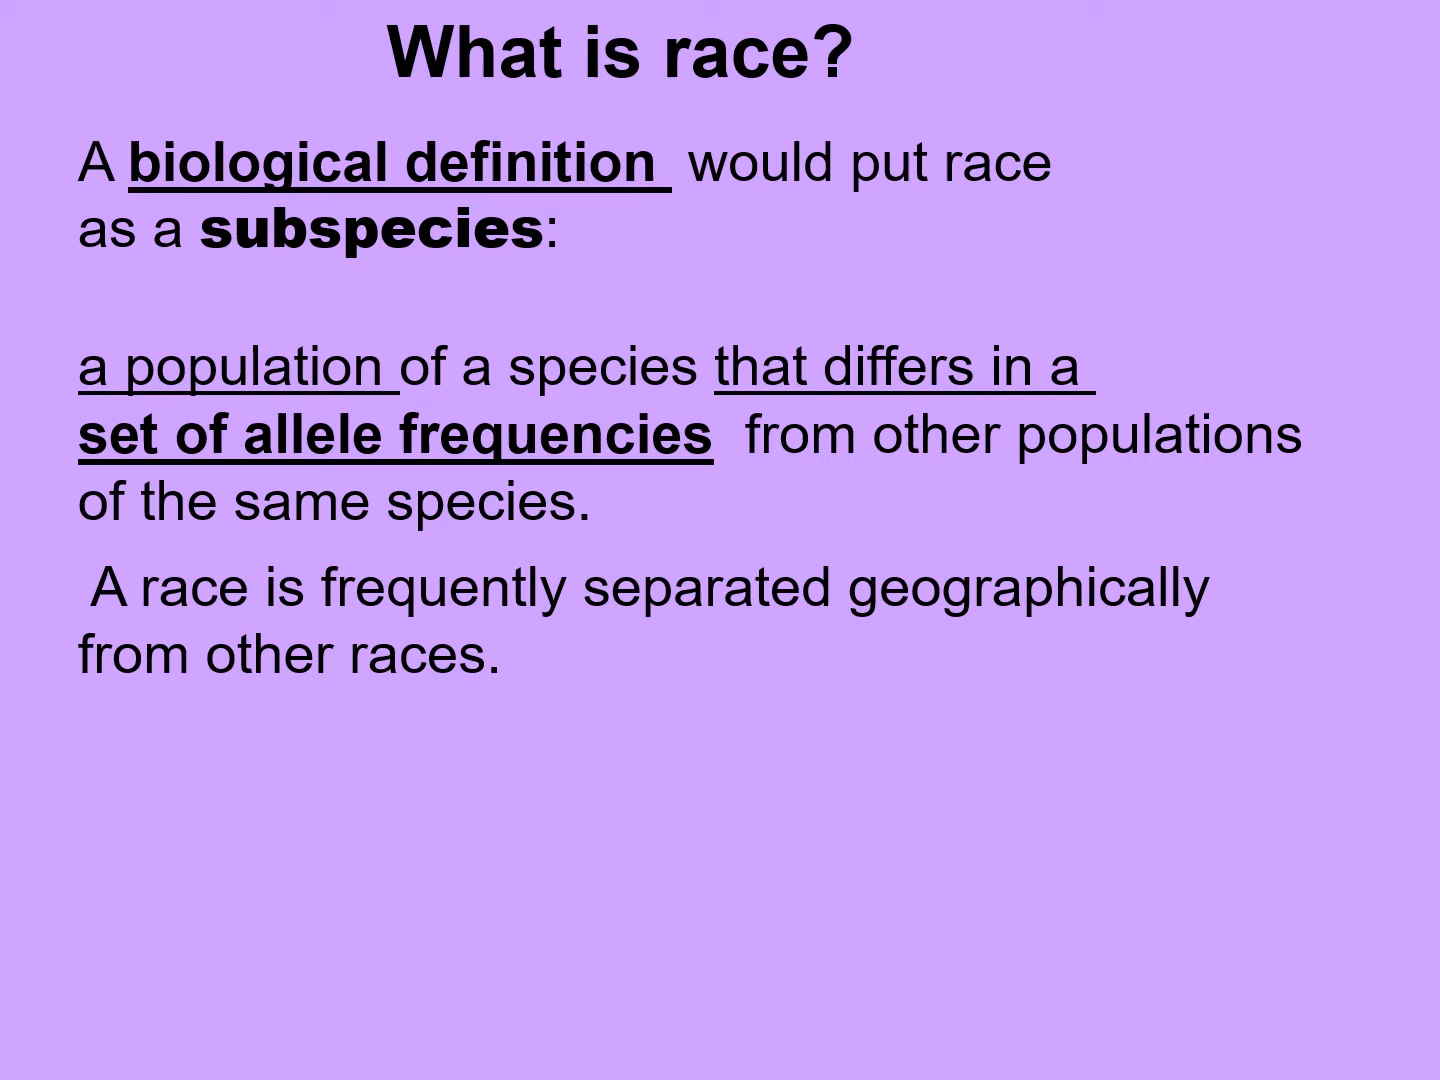 What is race?
A biological definition would put race
as a subspecies:
a population of a species that differs in a
set of allele frequencies from other populations
of the same species.
A race is frequently separated geographically
from other races.